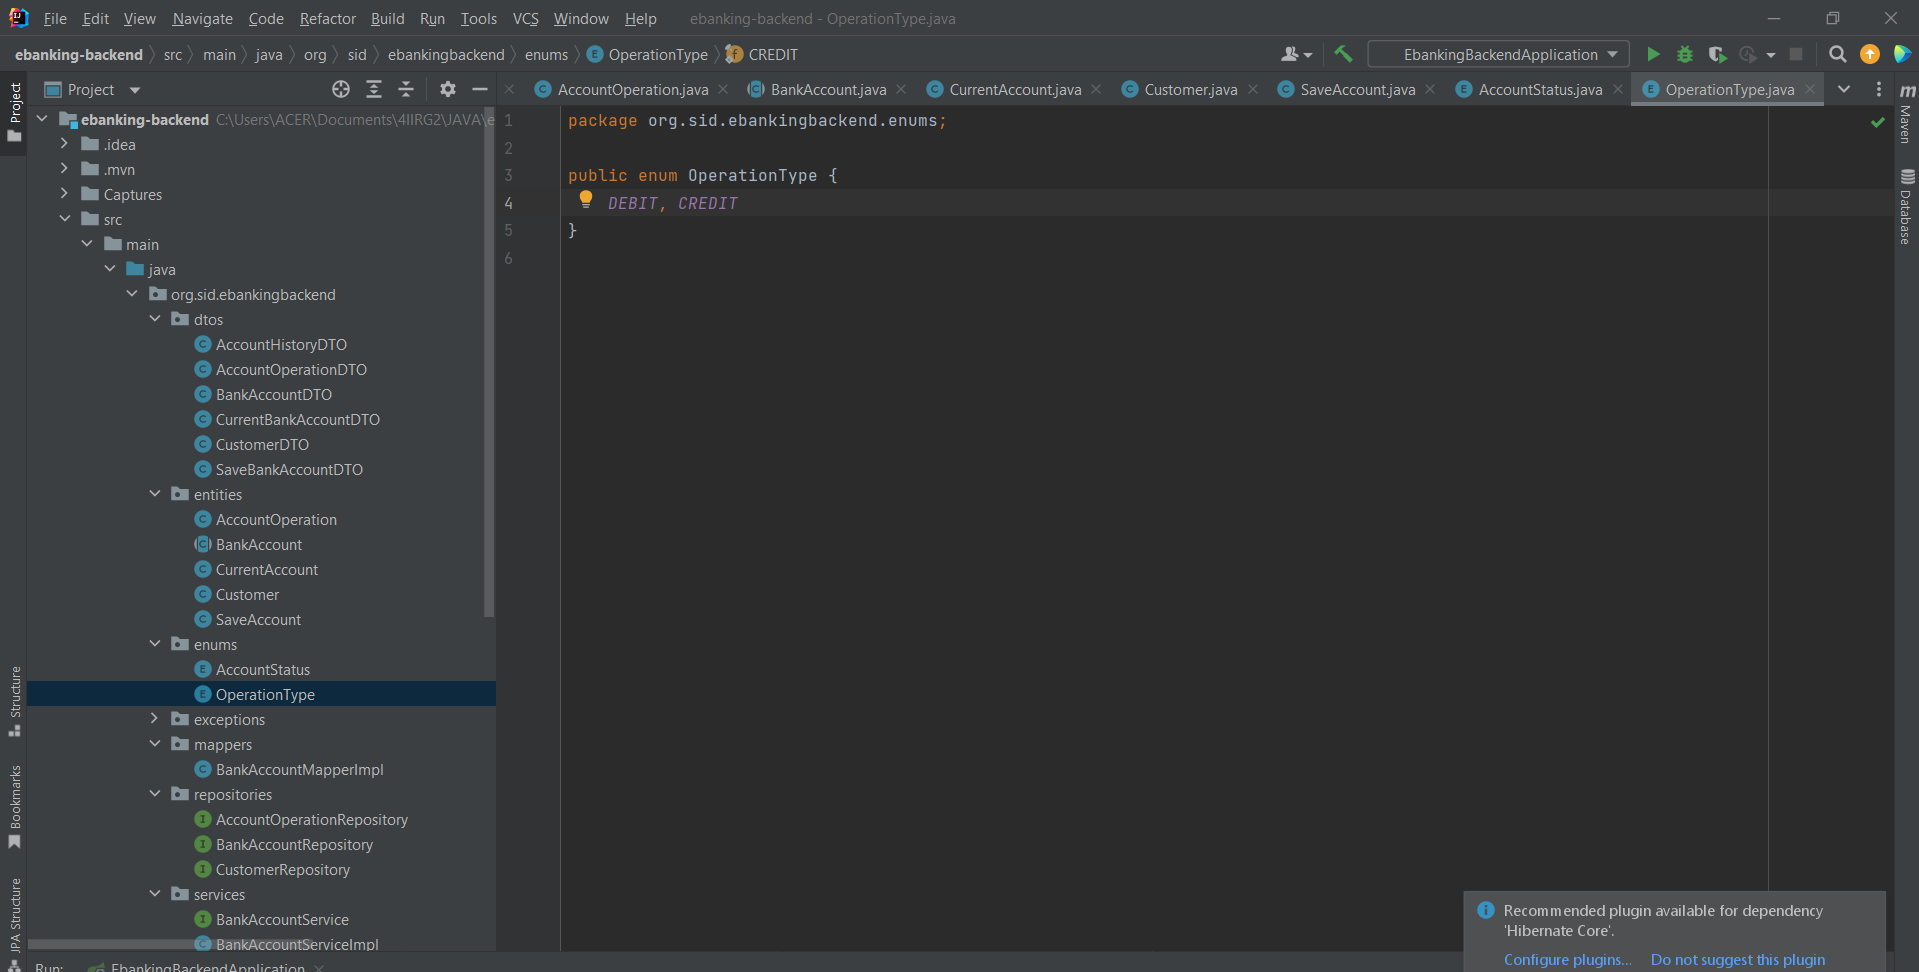 File Edit View Navigate Code Refactor Build Run Tools VCS Window Help ebanking-backend - OperationType.java
ebanking-backend src main java org sid ebankingbackend enums OperationType CREDIT EbankingBackendApplication
Project
AccountOperation.java BankAccount.java CurrentAccount.java Customer.java SaveAccount.java AccountStatus.java OperationType.java
Project
Structure
Bookmarks
JPA Structure
ebanking-backend C:\Users\ACER\Documents\4IIRG2\JAVA\e
.idea
.mvn
Captures
src
main
java
org.sid.ebankingbackend
dtos
AccountHistoryDTO
AccountOperationDTO
BankAccountDTO
CurrentBankAccountDTO
CustomerDTO
SaveBankAccountDTO
entities
AccountOperation
BankAccount
CurrentAccount
Customer
SaveAccount
enums
AccountStatus
OperationType
exceptions
mappers
BankAccountMapperImpl
repositories
AccountOperationRepository
BankAccountRepository
CustomerRepository
services
BankAccountService
BankAccountServiceImpl
1 package org.sid.ebankingbackend.enums;
2
3 public enum OperationType {
4 DEBIT, CREDIT
5 }
6
Maven
Database
Recommended plugin available for dependency
'Hibernate Core'.
Configure plugins... Do not suggest this plugin
Run: EbankingBackendApplication